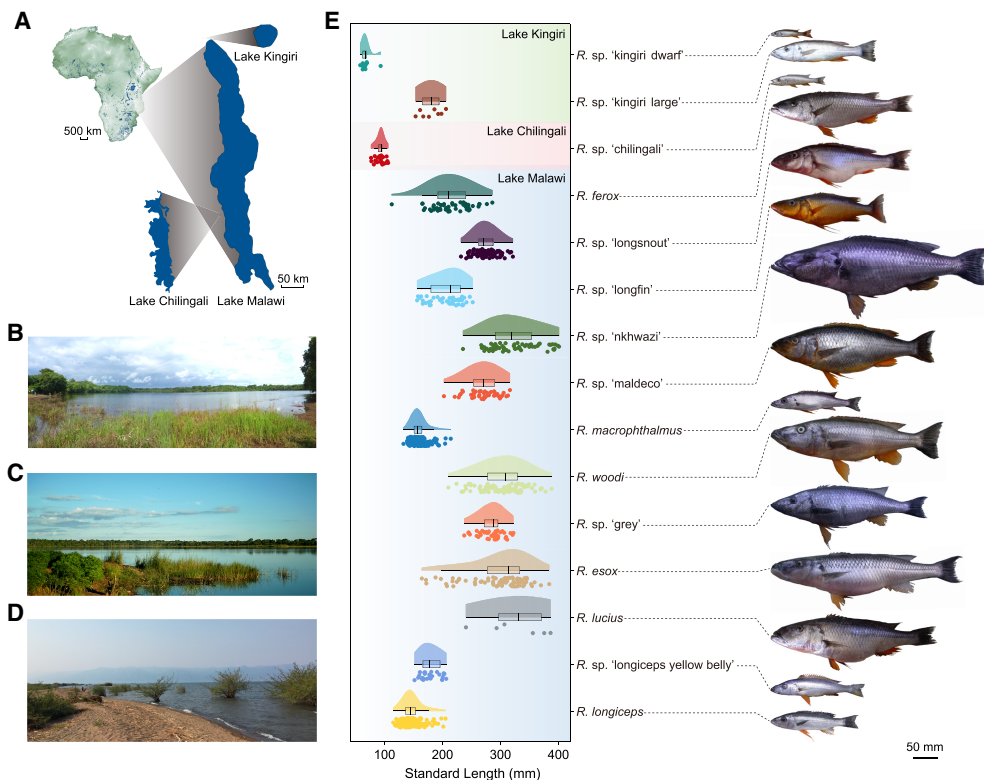 A
Lake Kingiri
500 km
Lake Chilingali
Lake Malawi
50 km
B
C
D
E
Lake Kingiri
R. sp. ‘kingiri dwarf’
R. sp. ‘kingiri large’
Lake Chilingali
R. sp. ‘chilingali’
Lake Malawi
R. ferox
R. sp. ‘longsnout’
R. sp. ‘longfin’
R. sp. ‘nkhwazi’
R. sp. ‘maldeco’
R. macrophthalmus
R. woodi
R. sp. ‘grey’
R. esox
R. lucius
R. sp. ‘longiceps yellow belly’
R. longiceps
100 200 300 400
Standard Length (mm)
50 mm